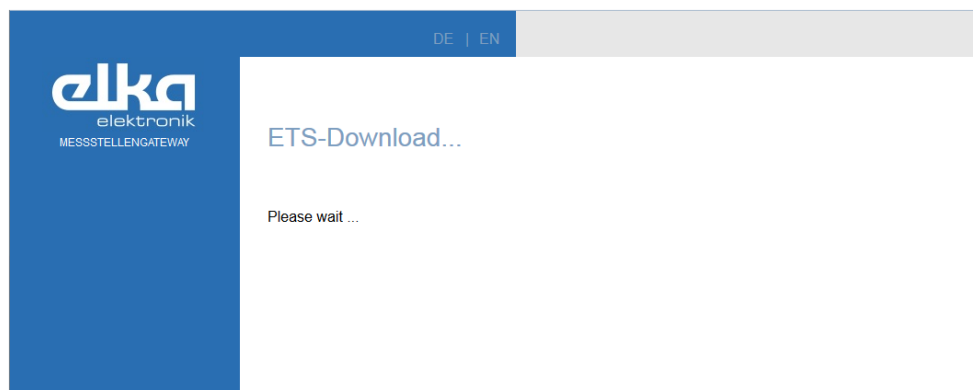 DE | EN
elka
elektronik
MESSSTELLENGATEWAY
ETS-Download...
Please wait ...